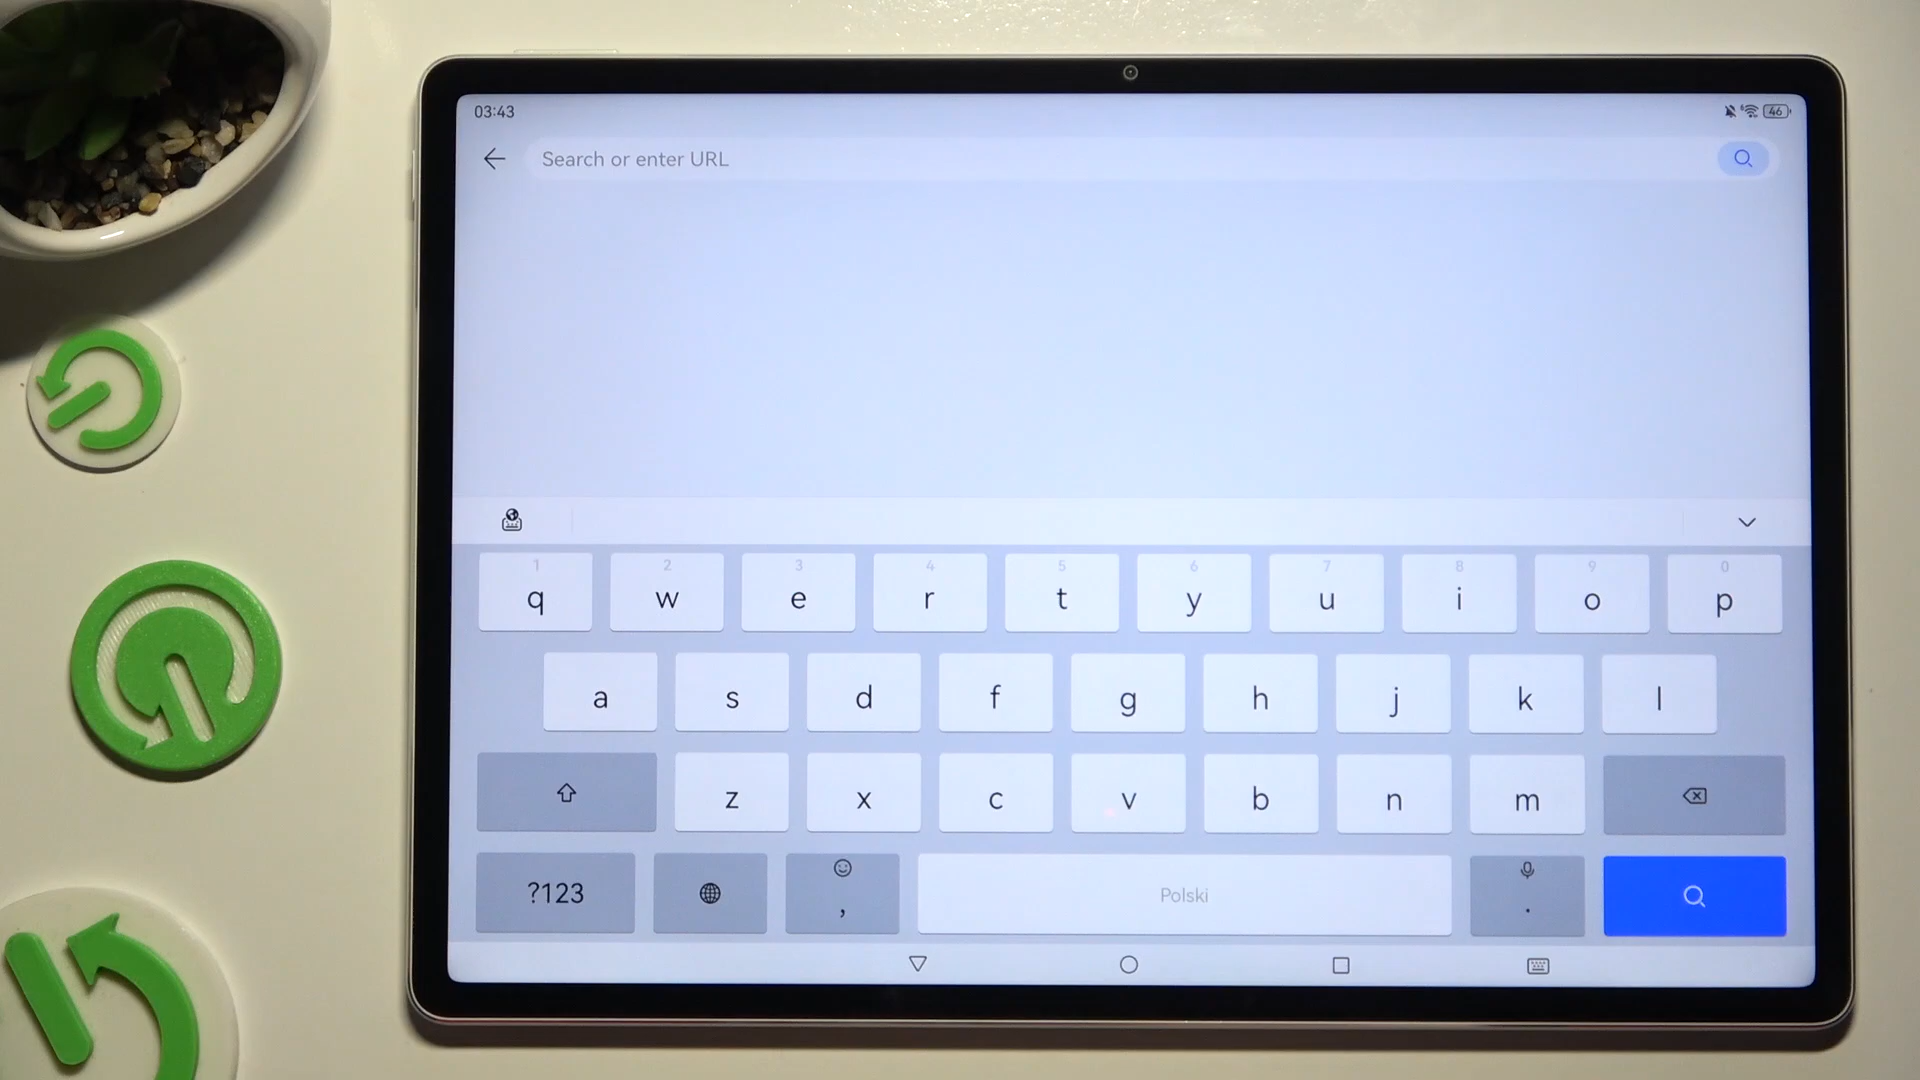 03:43
46
Search or enter URL
1 2 3 4 5 6 7 8 9 0
q w e r t y u i o p
a s d f g h j k l
z x c v b n m
?123 , Polski .